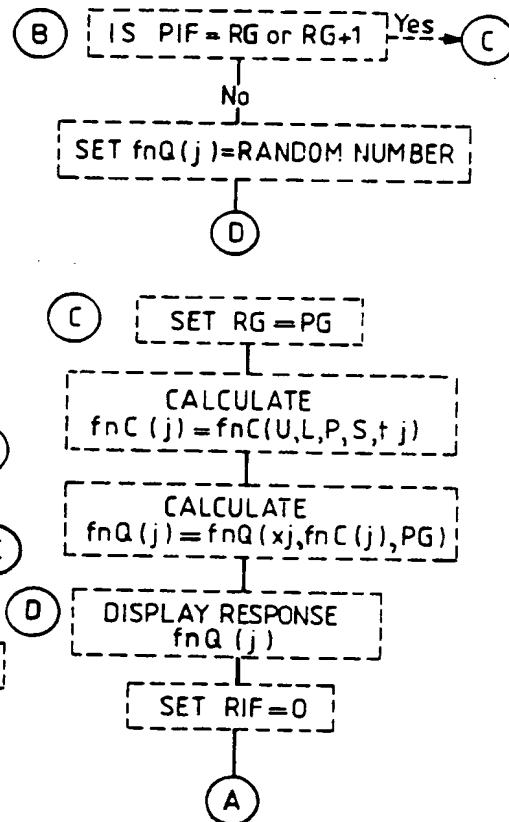 B IS PIF=RG or RG+1 Yes C
No
SET fnQ(j)=RANDOM NUMBER
D
C SET RG=PG
CALCULATE
fnC(j)=fnC(U,L,P,S,tj)
CALCULATE
fnQ(j)=fnQ(xj,fnC(j),PG)
D DISPLAY RESPONSE
fnQ(j)
SET RIF=0
A